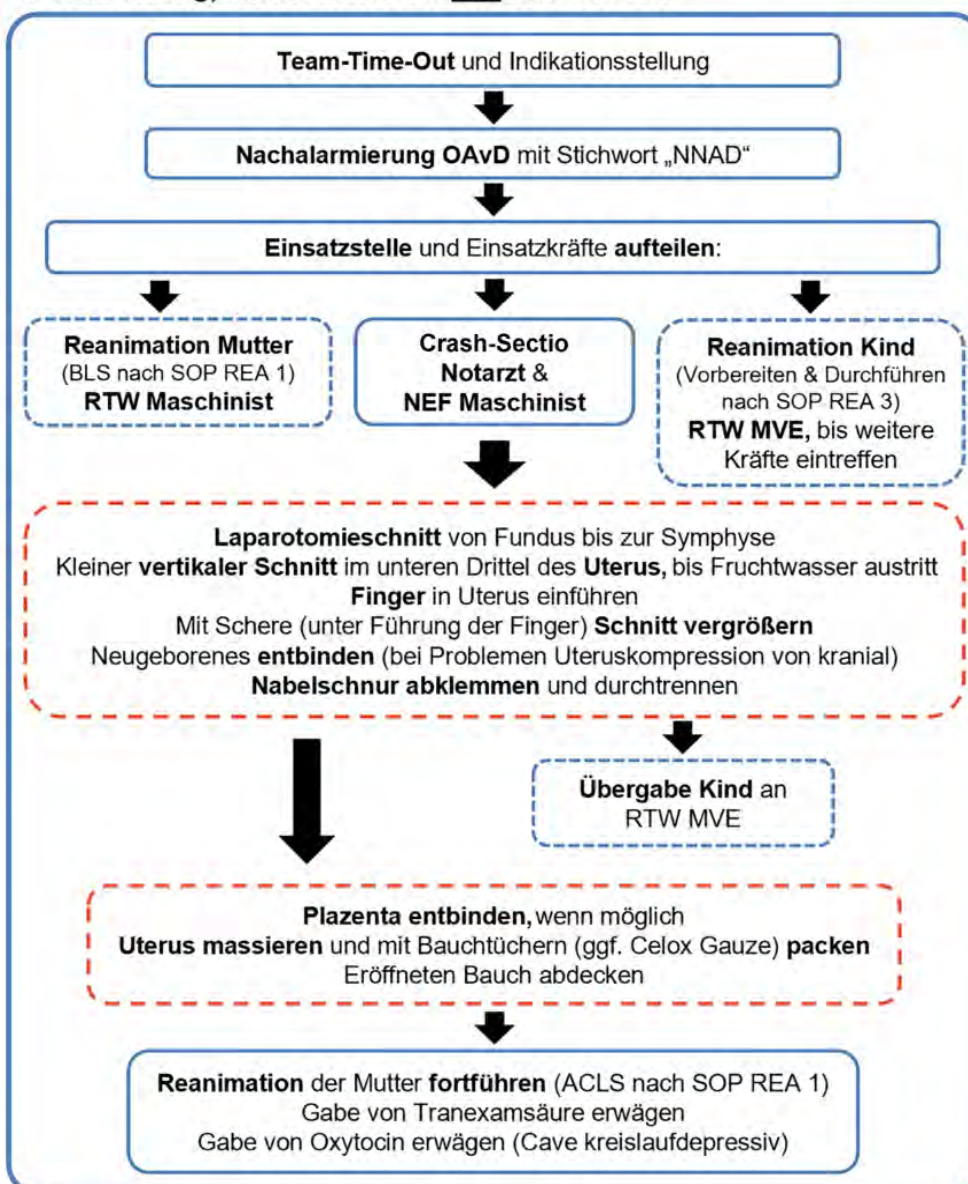 Team-Time-Out und Indikationsstellung
Nachalarmierung OAvD mit Stichwort „NNAD“
Einsatzstelle und Einsatzkräfte aufteilen:
Reanimation Mutter
(BLS nach SOP REA 1)
RTW Maschinist
Crash-Sectio
Notarzt &
NEF Maschinist
Reanimation Kind
(Vorbereiten & Durchführen
nach SOP REA 3)
RTW MVE, bis weitere
Kräfte eintreffen
Laparotomieschnitt von Fundus bis zur Symphyse
Kleiner vertikaler Schnitt im unteren Drittel des Uterus, bis Fruchtwasser austritt
Finger in Uterus einführen
Mit Schere (unter Führung der Finger) Schnitt vergrößern
Neugeborenes entbinden (bei Problemen Uteruskompression von kranial)
Nabelschnur abklemmen und durchtrennen
Übergabe Kind an
RTW MVE
Plazenta entbinden, wenn möglich
Uterus massieren und mit Bauchtüchern (ggf. Celox Gauze) packen
Eröffneten Bauch abdecken
Reanimation der Mutter fortführen (ACLS nach SOP REA 1)
Gabe von Tranexamsäure erwägen
Gabe von Oxytocin erwägen (Cave kreislaufdepressiv)